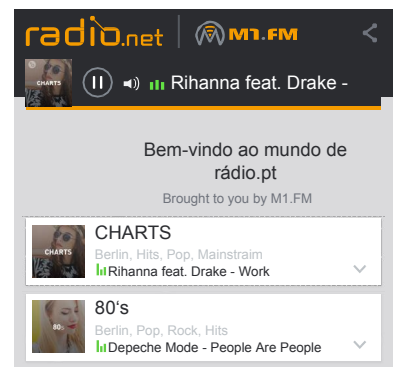 radio.net M1.FM
CHARTS
Rihanna feat. Drake -
Bem-vindo ao mundo de
rádio.pt
Brought to you by M1.FM
CHARTS
CHARTS
Berlin, Hits, Pop, Mainstraim
Rihanna feat. Drake - Work
80s
80‘s
Berlin, Pop, Rock, Hits
Depeche Mode - People Are People